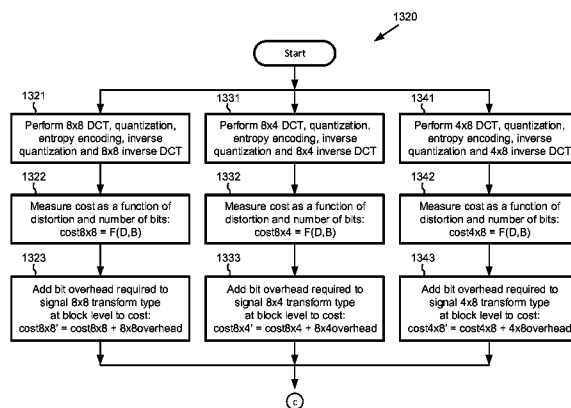 1320
Start
1321
Perform 8x8 DCT, quantization,
entropy encoding, inverse
quantization and 8x8 inverse DCT
1331
Perform 8x4 DCT, quantization,
entropy encoding, inverse
quantization and 8x4 inverse DCT
1341
Perform 4x8 DCT, quantization,
entropy encoding, inverse
quantization and 4x8 inverse DCT
1322
Measure cost as a function of
distortion and number of bits:
cost8x8 = F(D,B)
1332
Measure cost as a function of
distortion and number of bits:
cost8x4 = F(D,B)
1342
Measure cost as a function of
distortion and number of bits:
cost4x8 = F(D,B)
1323
Add bit overhead required to
signal 8x8 transform type
at block level to cost:
cost8x8' = cost8x8 + 8x8overhead
1333
Add bit overhead required to
signal 8x4 transform type
at block level to cost:
cost8x4' = cost8x4 + 8x4overhead
1343
Add bit overhead required to
signal 4x8 transform type
at block level to cost:
cost4x8' = cost4x8 + 4x8overhead
c